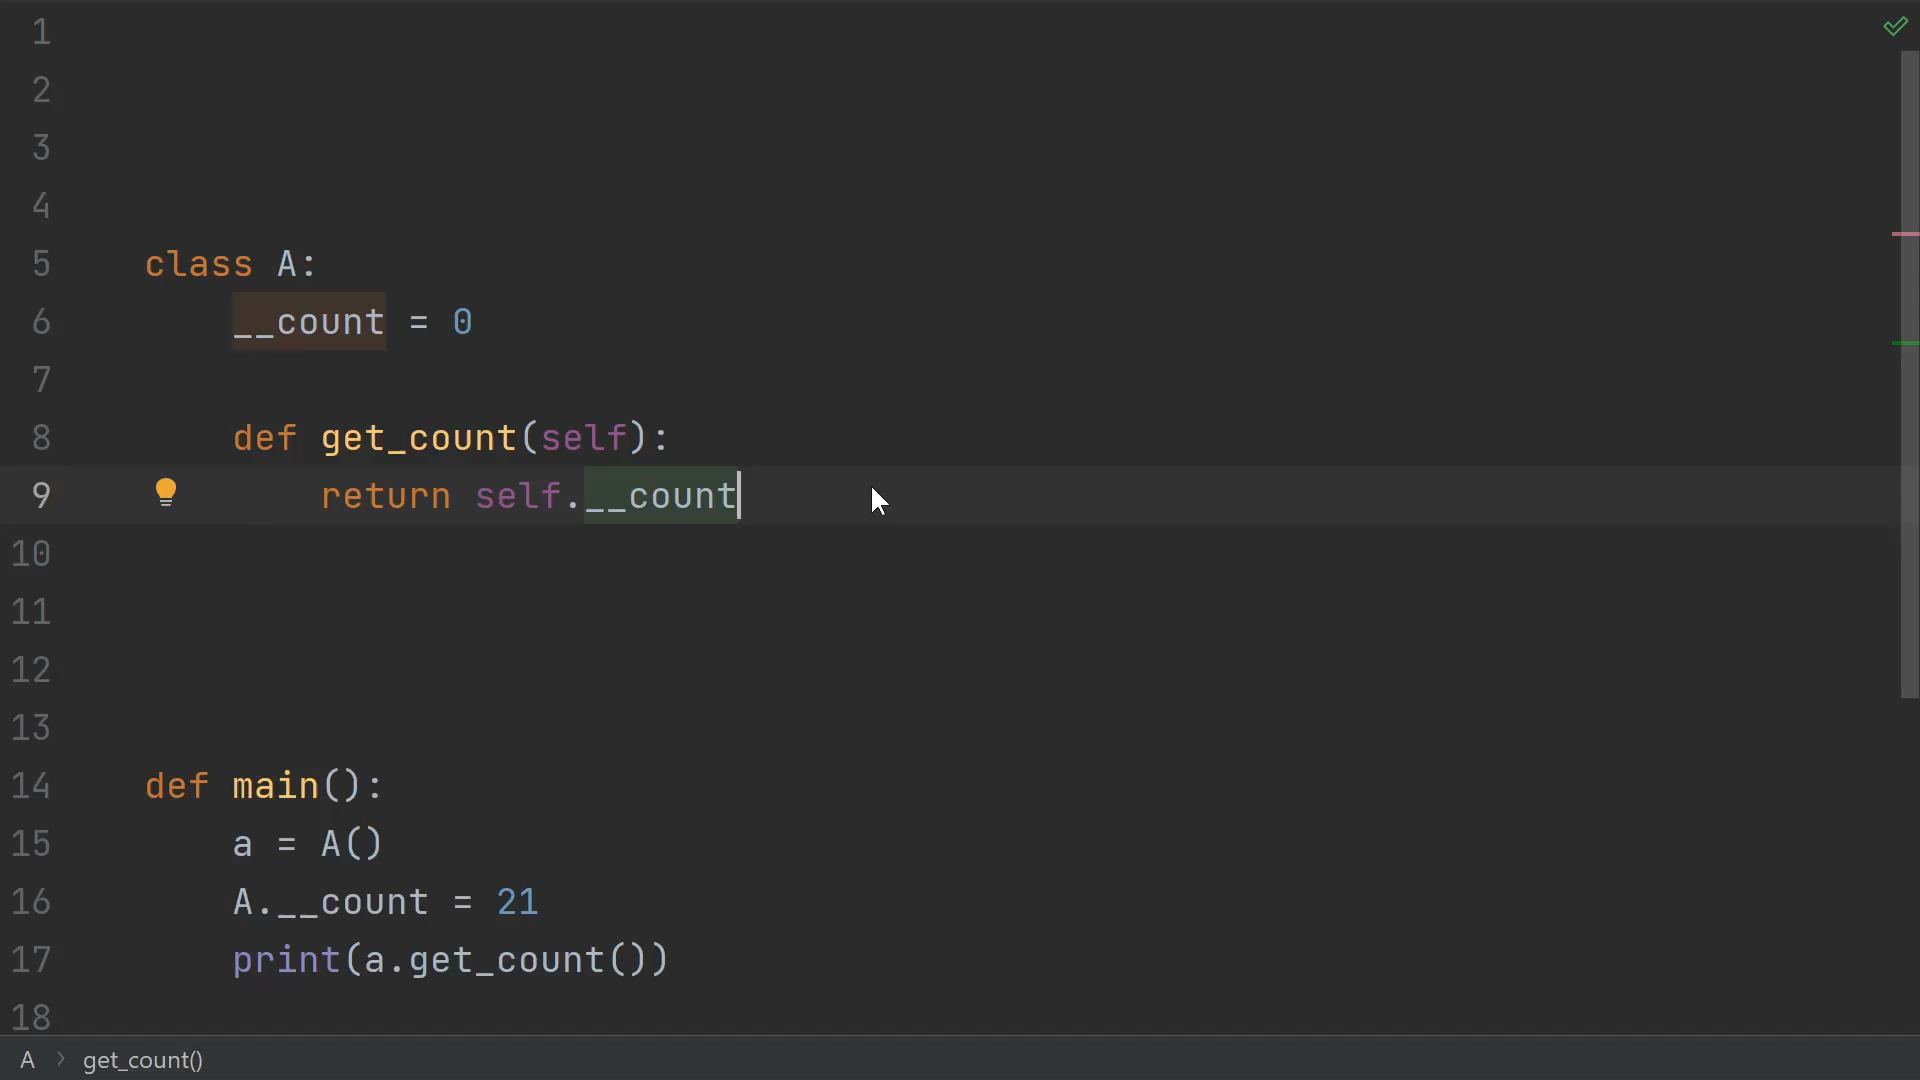 1
2
3
4
5 class A:
6 __count = 0
7
8 def get_count(self):
9 return self.__count
10
11
12
13
14 def main():
15 a = A()
16 A.__count = 21
17 print(a.get_count())
18
A > get_count()